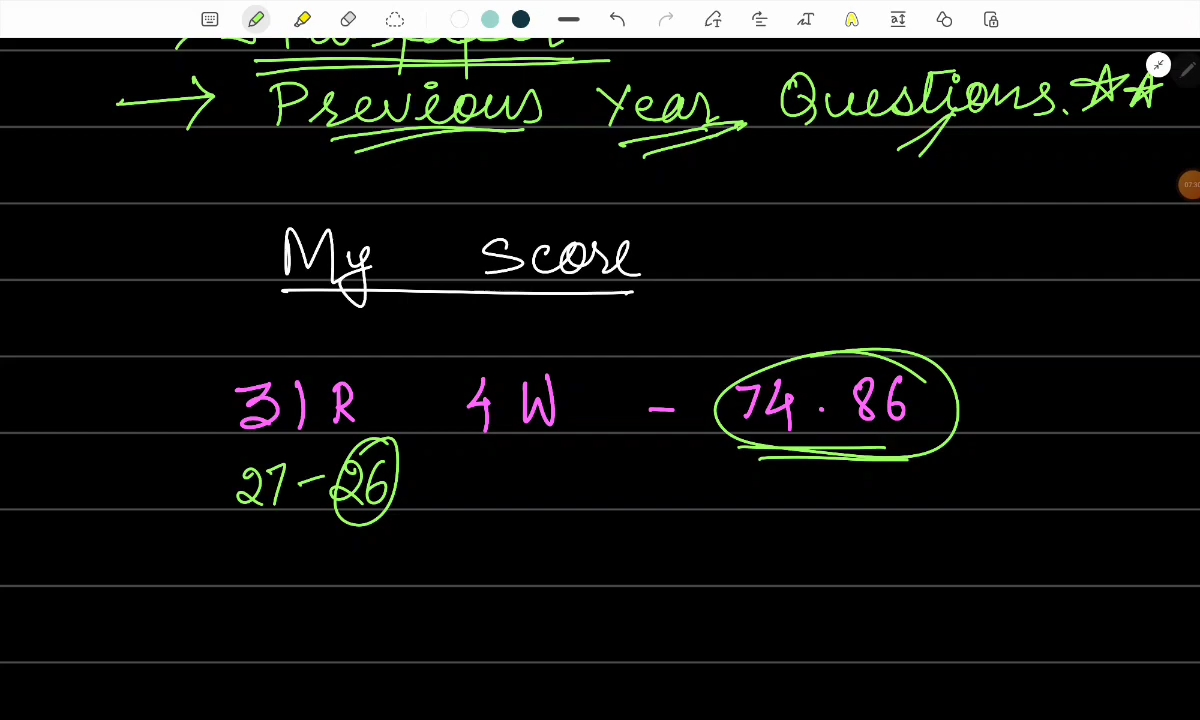 → Previous Year Questions. ☆☆
My Score
31 R 4 W - 74.86
27 - 26